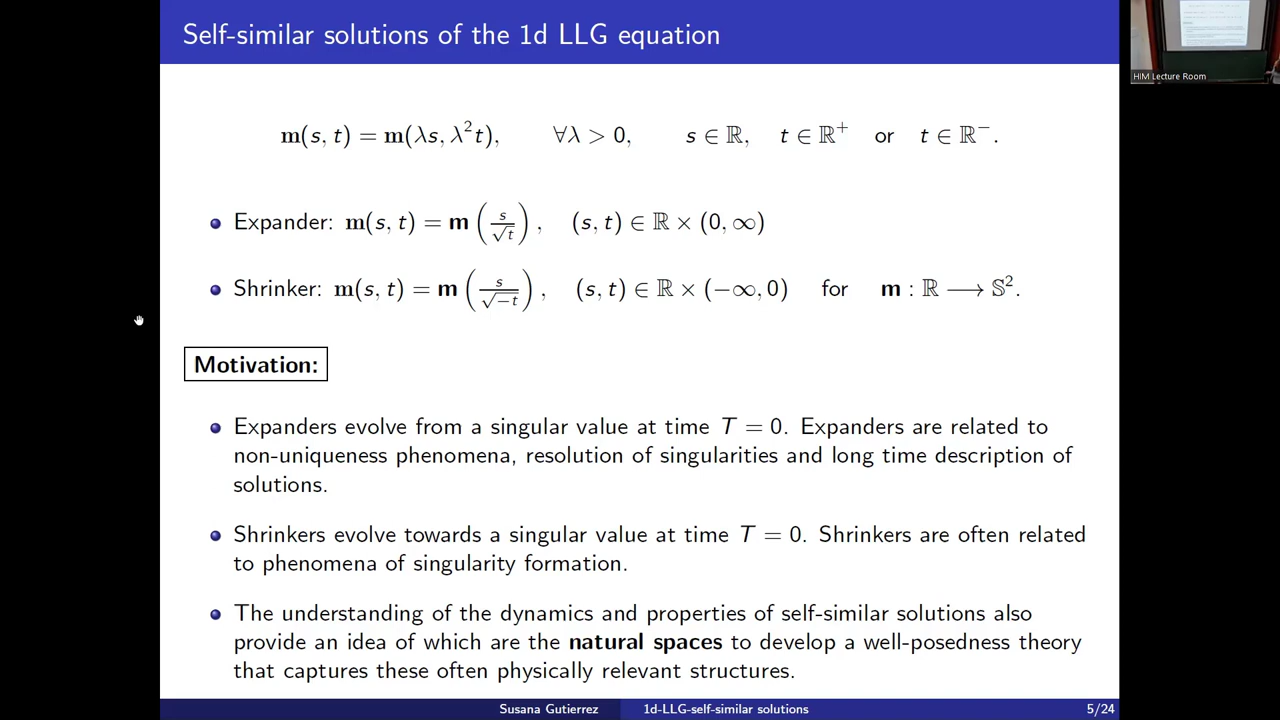 Self-similar solutions of the 1d LLG equation
HIM Lecture Room
m(s, t) = m(λs, λ²t), ∀λ > 0, s ∈ ℝ, t ∈ ℝ⁺ or t ∈ ℝ⁻.
Expander: m(s, t) = m (s/√t), (s, t) ∈ ℝ × (0, ∞)
Shrinker: m(s, t) = m (s/√−t), (s, t) ∈ ℝ × (−∞, 0) for m : ℝ ⟶ 𝕊².
Motivation:
Expanders evolve from a singular value at time T = 0. Expanders are related to
non-uniqueness phenomena, resolution of singularities and long time description of
solutions.
Shrinkers evolve towards a singular value at time T = 0. Shrinkers are often related
to phenomena of singularity formation.
The understanding of the dynamics and properties of self-similar solutions also
provide an idea of which are the natural spaces to develop a well-posedness theory
that captures these often physically relevant structures.
Susana Gutierrez 1d-LLG-self-similar solutions 5/24